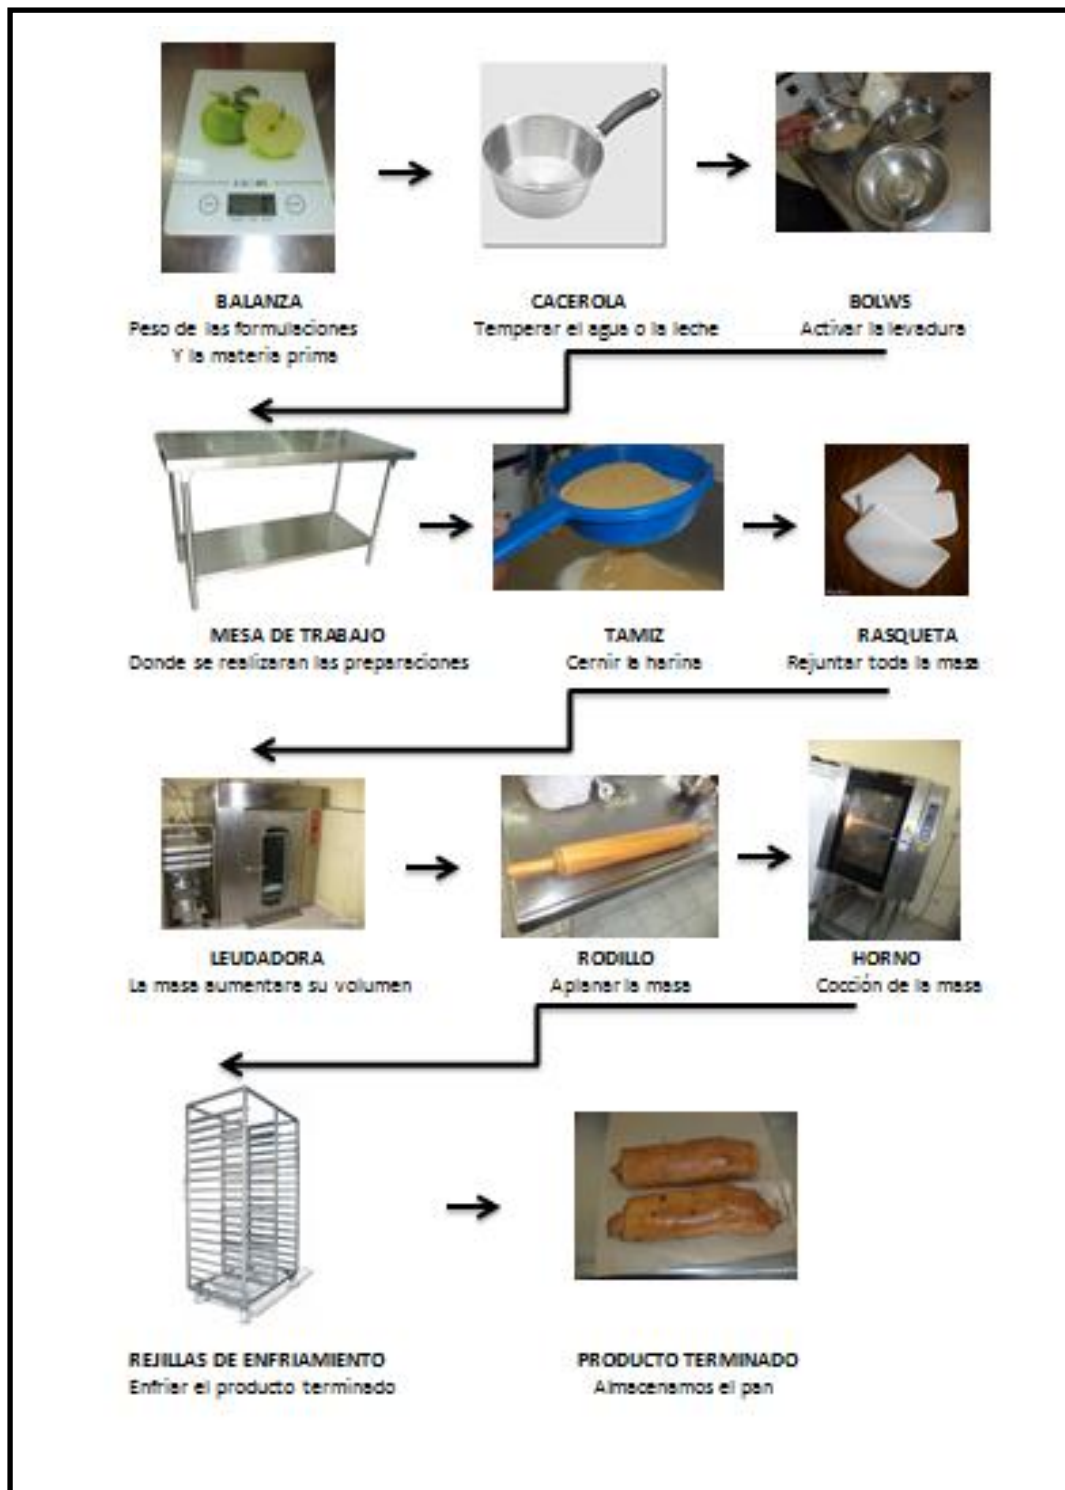 BALANZA
Peso de las formulaciones
Y la materia prima
CACEROLA
Temperar el agua o la leche
BOLWS
Activar la levadura
MESA DE TRABAJO
Donde se realizaran las preparaciones
TAMIZ
Cernir la harina
RASQUETA
Rejuntar toda la masa
LEUDADORA
La masa aumentara su volumen
RODILLO
Aplanar la masa
HORNO
Cocción de la masa
REJILLAS DE ENFRIAMIENTO
Enfriar el producto terminado
PRODUCTO TERMINADO
Almacenamos el pan